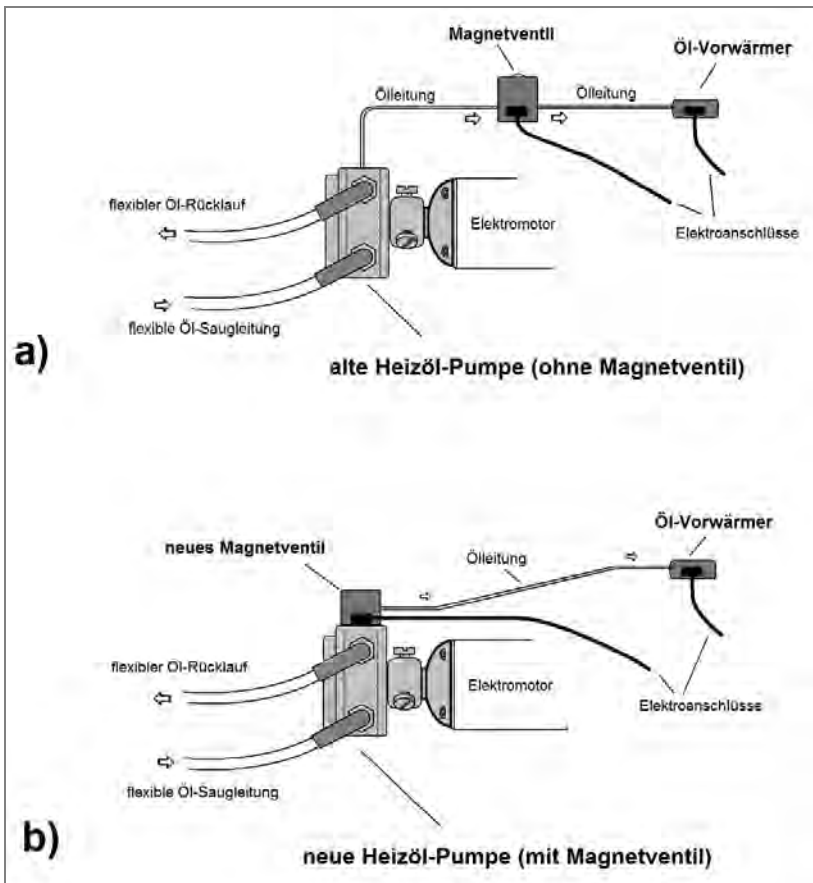 Magnetventil
Öl-Vorwärmer
Ölleitung
Ölleitung
flexibler Öl-Rücklauf
Elektromotor
Elektroanschlüsse
flexible Öl-Saugleitung
a)
alte Heizöl-Pumpe (ohne Magnetventil)
Öl-Vorwärmer
neues Magnetventil
Ölleitung
flexibler Öl-Rücklauf
Elektromotor
Elektroanschlüsse
flexible Öl-Saugleitung
b)
neue Heizöl-Pumpe (mit Magnetventil)